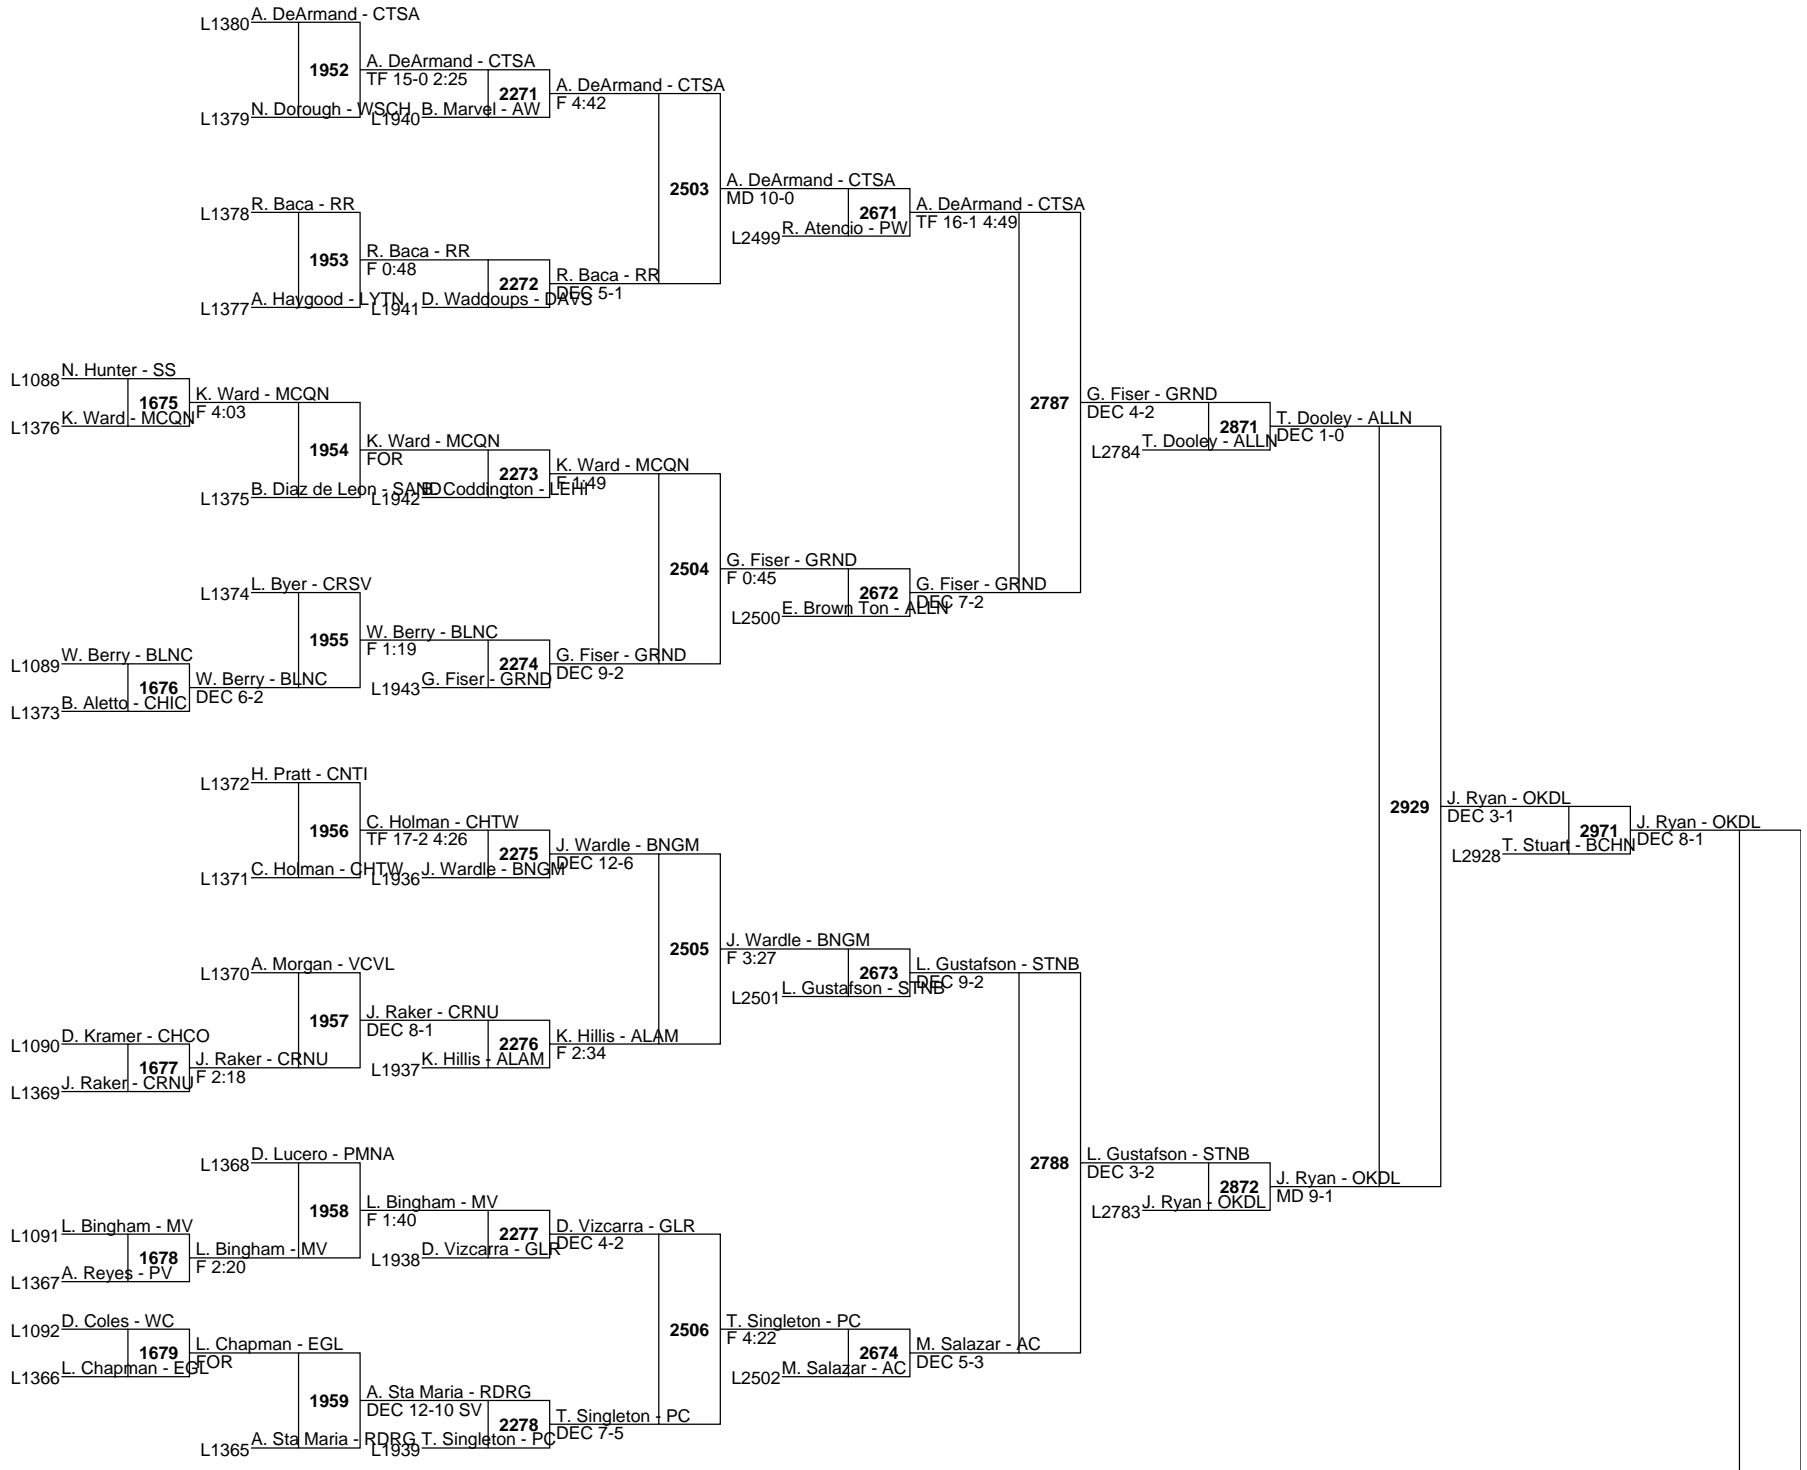 L1380 A. DeArmand - CTSA
1952
A. DeArmand - CTSA
TF 15-0 2:25
L1379 N. Dorough - WSCH
L1940 B. Marvel - AW
2271
A. DeArmand - CTSA
F 4:42
2503
A. DeArmand - CTSA
MD 10-0
L1378 R. Baca - RR
1953
R. Baca - RR
F 0:48
L1377 A. Haygood - LYTN
L1941 D. Waddoups - DAVS
2272
R. Baca - RR
DEC 5-1
L2499 R. Atencio - PW
2671
A. DeArmand - CTSA
TF 16-1 4:49
L1088 N. Hunter - SS
1675
L1376 K. Ward - MCQN
K. Ward - MCQN
F 4:03
1954
K. Ward - MCQN
FOR
L1375 B. Diaz de Leon - SAND
L1942 B. Coddington - LEHI
2273
K. Ward - MCQN
F 1:49
2504
G. Fiser - GRND
F 0:45
L1374 L. Byer - CRSV
1955
W. Berry - BLNC
F 1:19
L1089 W. Berry - BLNC
1676
L1373 B. Aletto - CHIC
W. Berry - BLNC
DEC 6-2
L1943 G. Fiser - GRND
2274
G. Fiser - GRND
DEC 9-2
L2500 E. Brown Ton - ALLN
2672
G. Fiser - GRND
DEC 7-2
2787
G. Fiser - GRND
DEC 4-2
L2784 T. Dooley - ALLN
2871
T. Dooley - ALLN
DEC 1-0
L1372 H. Pratt - CNTI
1956
C. Holman - CHTW
TF 17-2 4:26
L1371 C. Holman - CHTW
L1936 J. Wardle - BNGM
2275
J. Wardle - BNGM
DEC 12-6
2505
J. Wardle - BNGM
F 3:27
L1370 A. Morgan - VCVL
1957
J. Raker - CRNU
DEC 8-1
L1090 D. Kramer - CHCO
1677
L1369 J. Raker - CRNU
J. Raker - CRNU
F 2:18
L1937 K. Hillis - ALAM
2276
K. Hillis - ALAM
F 2:34
L2501 L. Gustafson - STNB
2673
L. Gustafson - STNB
DEC 9-2
L1368 D. Lucero - PMNA
1958
L. Bingham - MV
F 1:40
L1091 L. Bingham - MV
1678
L1367 A. Reyes - PV
L. Bingham - MV
F 2:20
L1938 D. Vizcarra - GLR
2277
D. Vizcarra - GLR
DEC 4-2
2506
T. Singleton - PC
F 4:22
L1092 D. Coles - WC
1679
L1366 L. Chapman - EGL
L. Chapman - EGL
FOR
1959
A. Sta Maria - RDRG
DEC 12-10 SV
L1365 A. Sta Maria - RDRG
L1939 T. Singleton - PC
2278
T. Singleton - PC
DEC 7-5
L2502 M. Salazar - AC
2674
M. Salazar - AC
DEC 5-3
2788
L. Gustafson - STNB
DEC 3-2
L2783 J. Ryan - OKDL
2872
J. Ryan - OKDL
MD 9-1
2929
J. Ryan - OKDL
DEC 3-1
L2928 T. Stuart - BCHN
2971
J. Ryan - OKDL
DEC 8-1